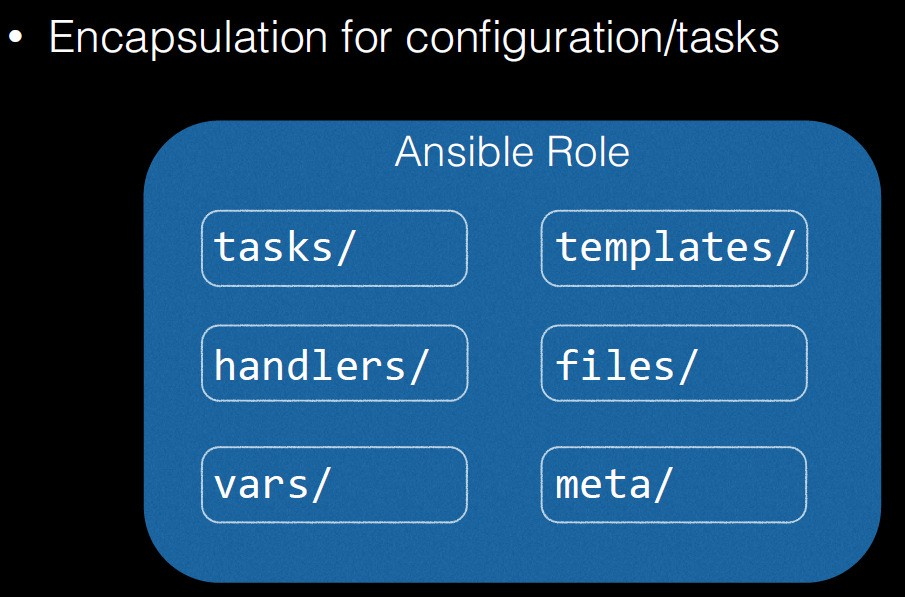 • Encapsulation for configuration/tasks
Ansible Role
tasks/
templates/
handlers/
files/
vars/
meta/